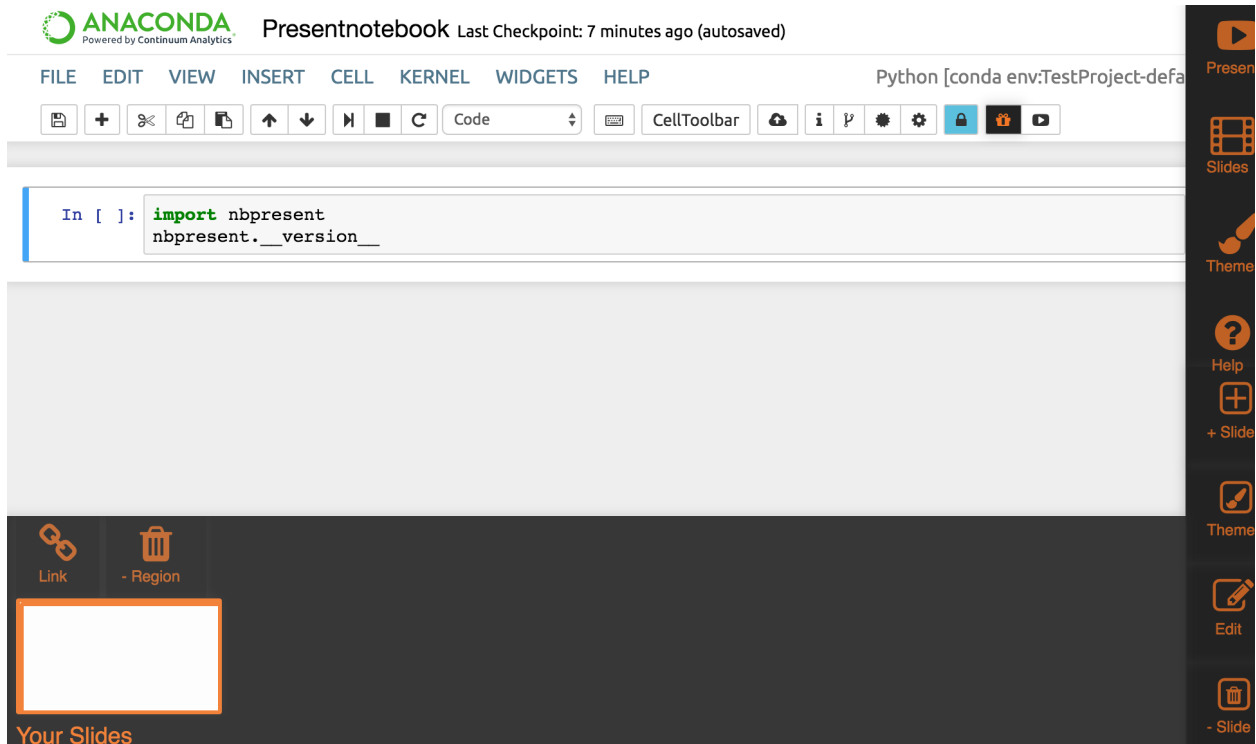 ANACONDA
Powered by Continuum Analytics
Presentnotebook Last Checkpoint: 7 minutes ago (autosaved)
FILE EDIT VIEW INSERT CELL KERNEL WIDGETS HELP Python [conda env:TestProject-defa
Code CellToolbar
In [ ]: import nbpresent
nbpresent.__version__
Presen
Slides
Theme
Help
+ Slide
Theme
Edit
- Slide
Link - Region
Your Slides